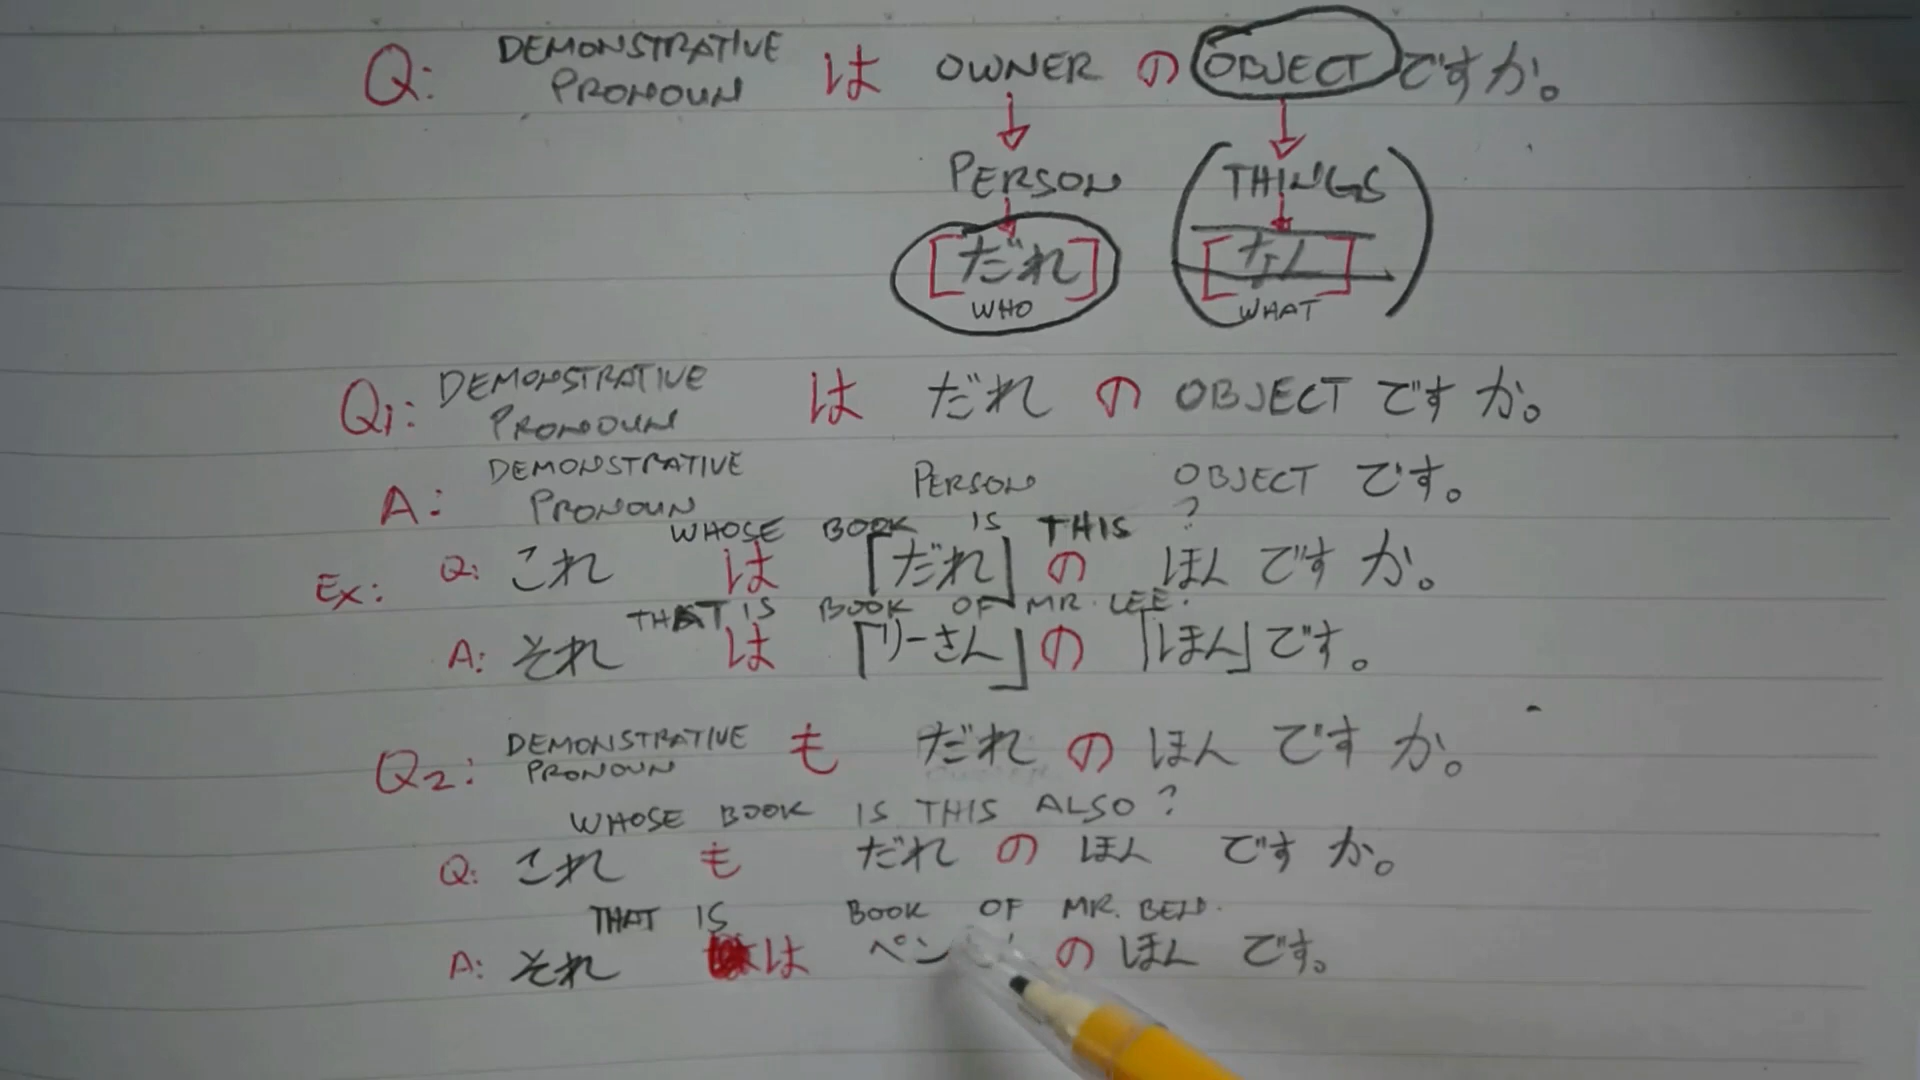 Q: DEMONSTRATIVE PRONOUN は OWNER の OBJECT ですか。
PERSON THINGS
[だれ] [なん]
WHO WHAT
Q1: DEMONSTRATIVE PRONOUN は だれ の OBJECT ですか。
A: DEMONSTRATIVE PRONOUN PERSON OBJECT です。
WHOSE BOOK IS THIS ?
Ex: Q: これ は 「だれ」 の ほん ですか。
THAT IS BOOK OF MR. LEE.
A: それ は 「リーさん」 の 「ほん」 です。
Q2: DEMONSTRATIVE PRONOUN も だれ の ほん ですか。
WHOSE BOOK IS THIS ALSO ?
Q: これ も だれ の ほん ですか。
THAT IS BOOK OF MR.
A: それ は の ほん です。